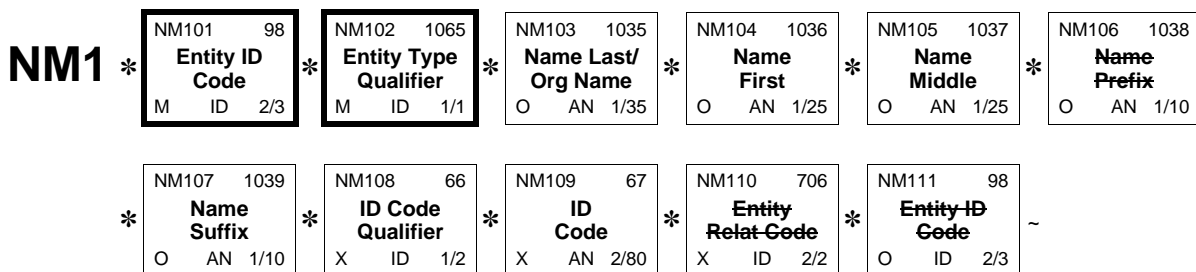 NM1 * NM101 98 * NM102 1065 * NM103 1035 * NM104 1036 * NM105 1037 * NM106 1038
Entity ID Entity Type Name Last/ Name Name Name
Code Qualifier Org Name First Middle Prefix
M ID 2/3 M ID 1/1 O AN 1/35 O AN 1/25 O AN 1/25 O AN 1/10
* NM107 1039 * NM108 66 * NM109 67 * NM110 706 * NM111 98 ~
Name ID Code ID Entity Entity ID
Suffix Qualifier Code Relat Code Code
O AN 1/10 X ID 1/2 X AN 2/80 X ID 2/2 O ID 2/3